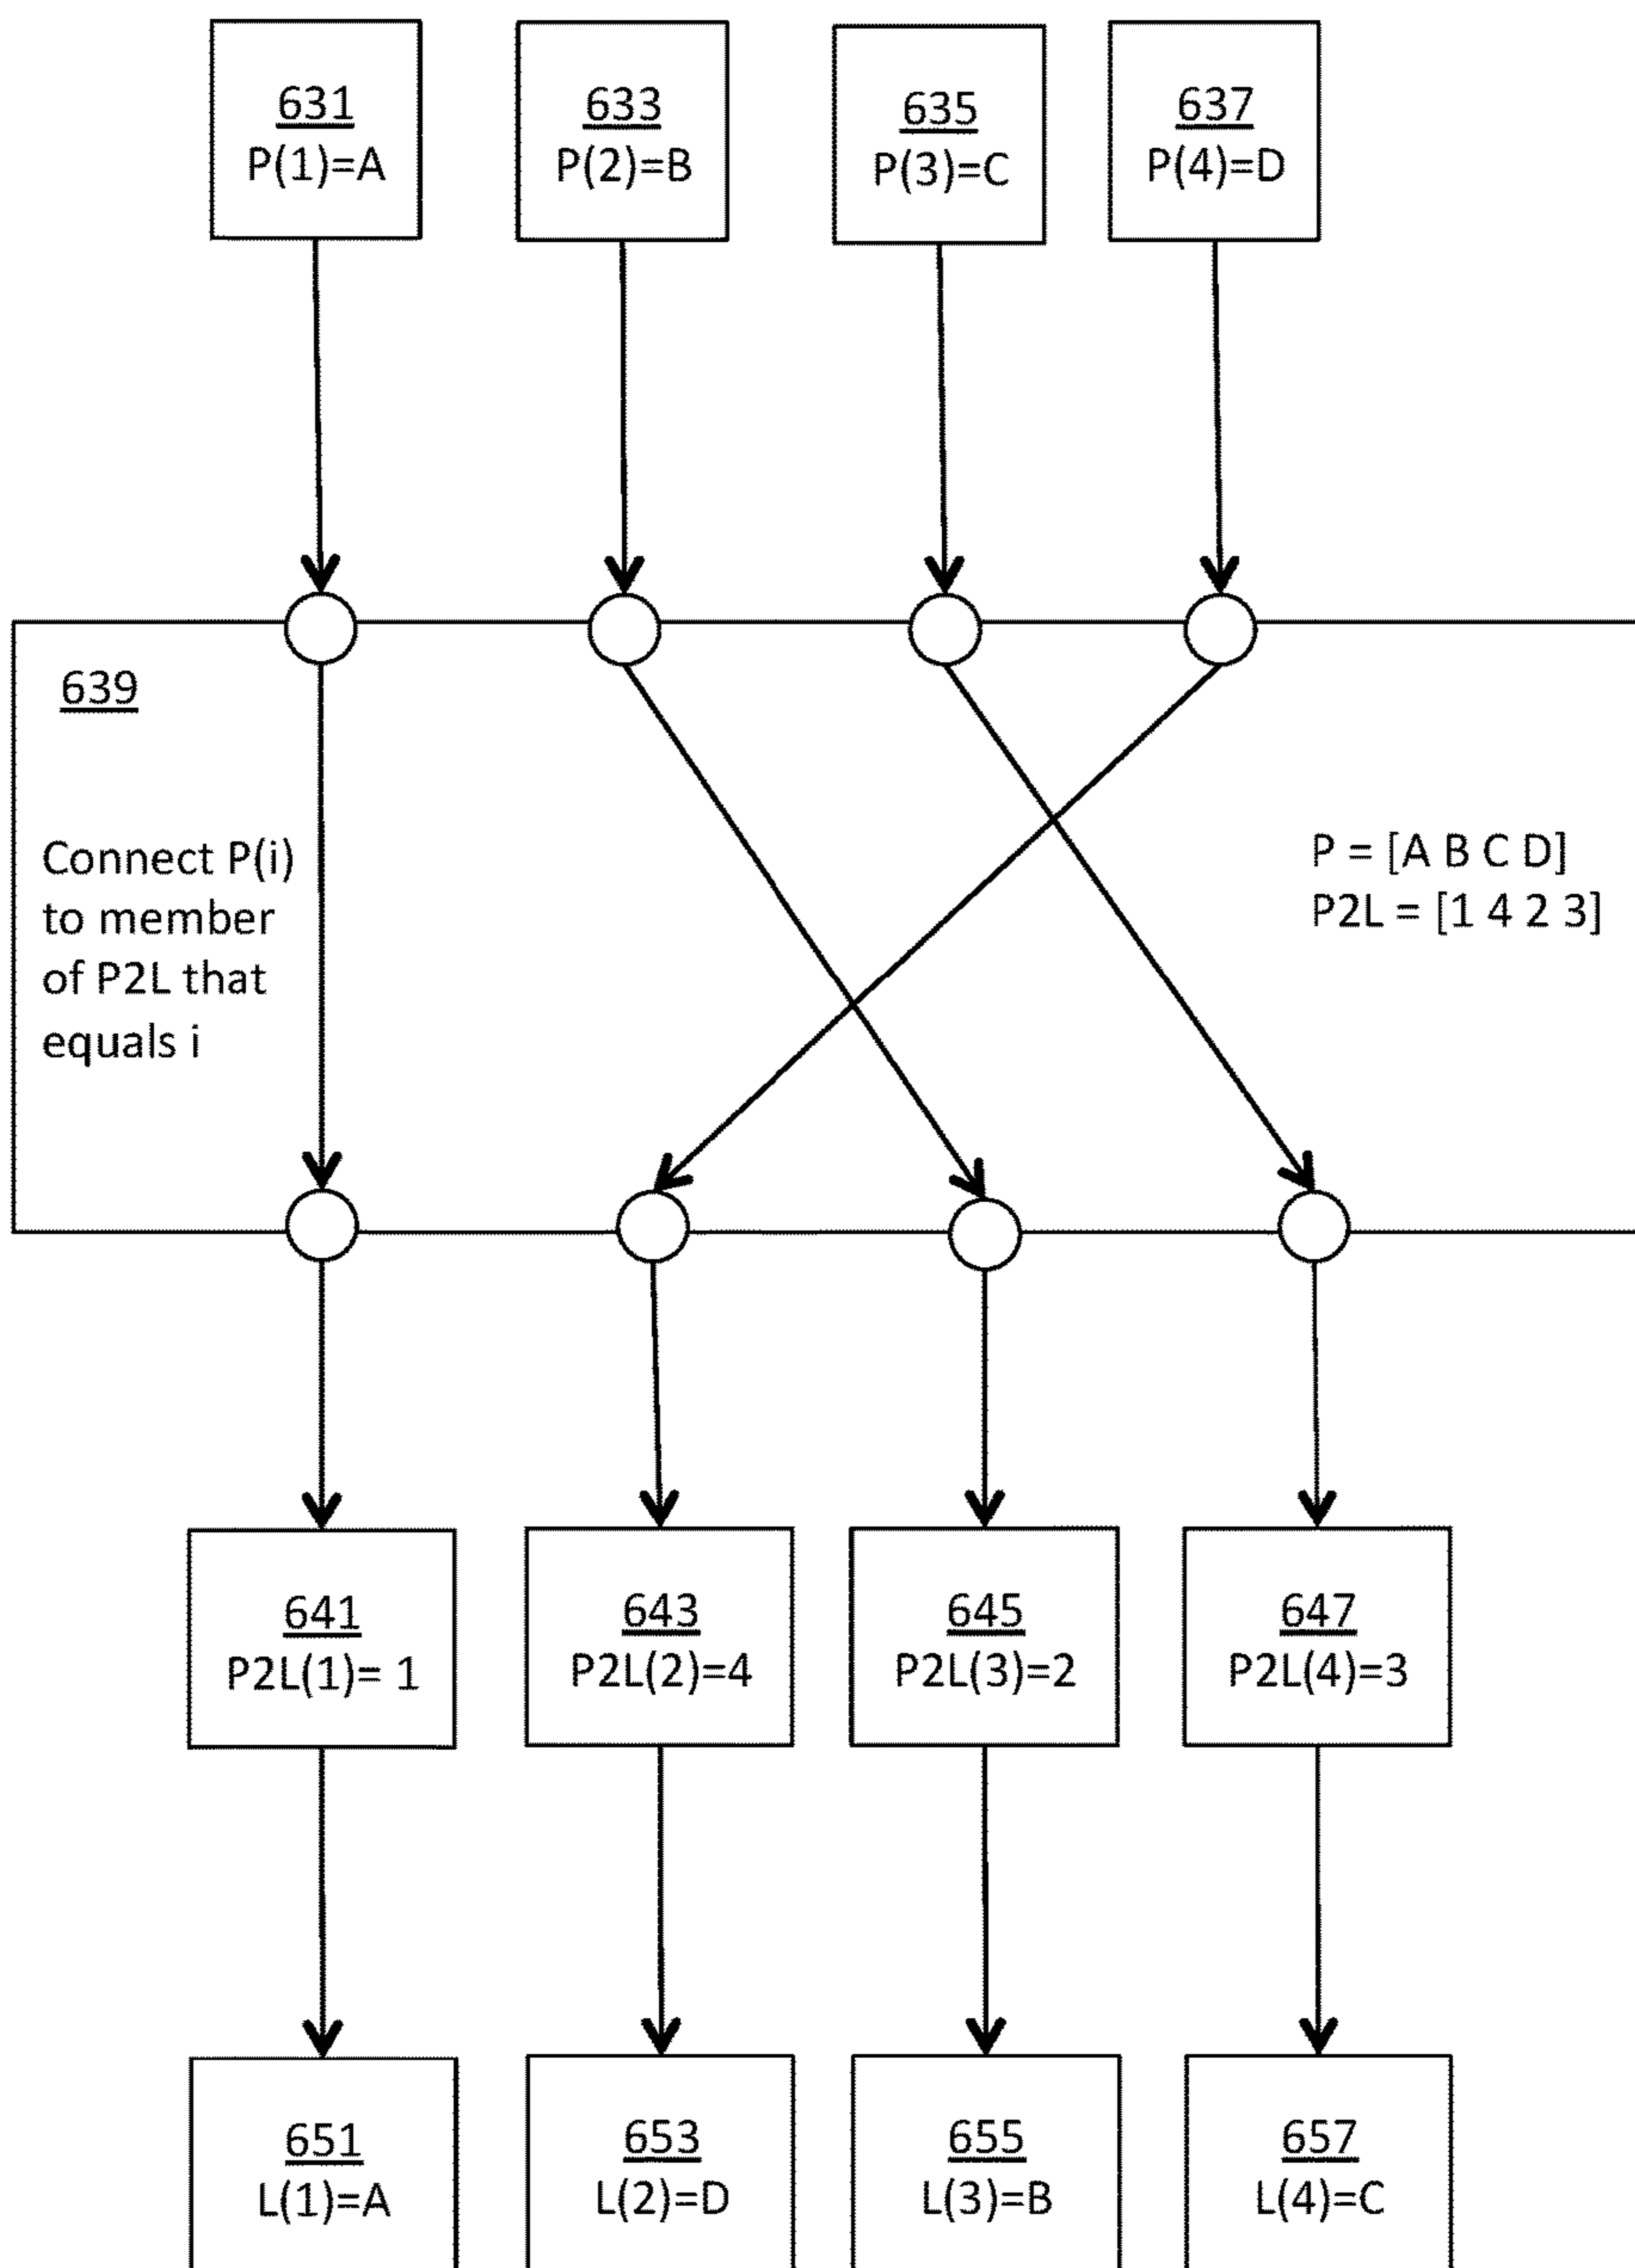 631
P(1)=A
633
P(2)=B
635
P(3)=C
637
P(4)=D
639
Connect P(i)
to member
of P2L that
equals i
P = [A B C D]
P2L = [1 4 2 3]
641
P2L(1)= 1
643
P2L(2)=4
645
P2L(3)=2
647
P2L(4)=3
651
L(1)=A
653
L(2)=D
655
L(3)=B
657
L(4)=C